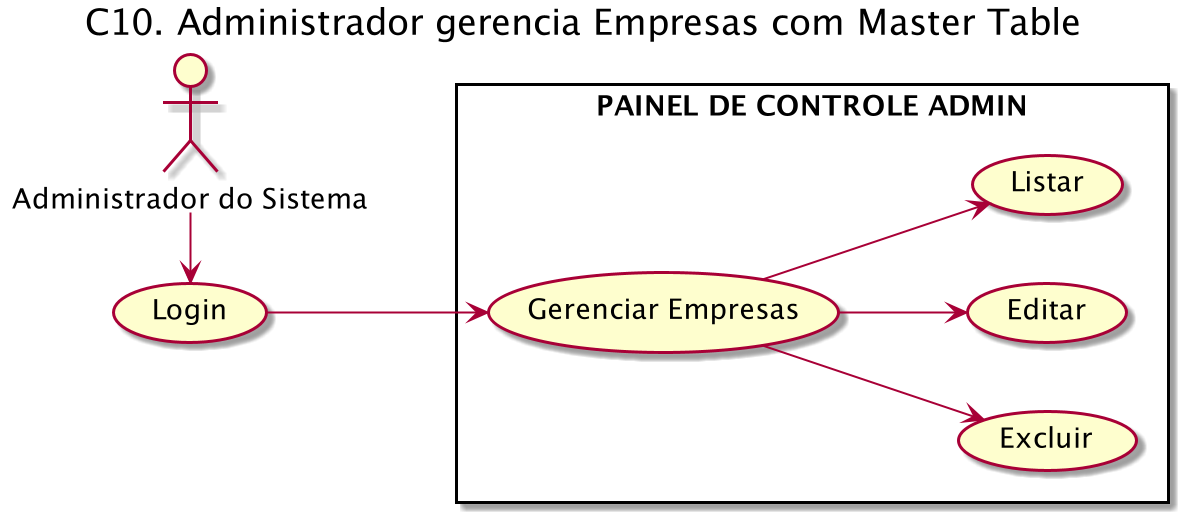 C10. Administrador gerencia Empresas com Master Table
PAINEL DE CONTROLE ADMIN
Listar
Administrador do Sistema
Login
Gerenciar Empresas
Editar
Excluir